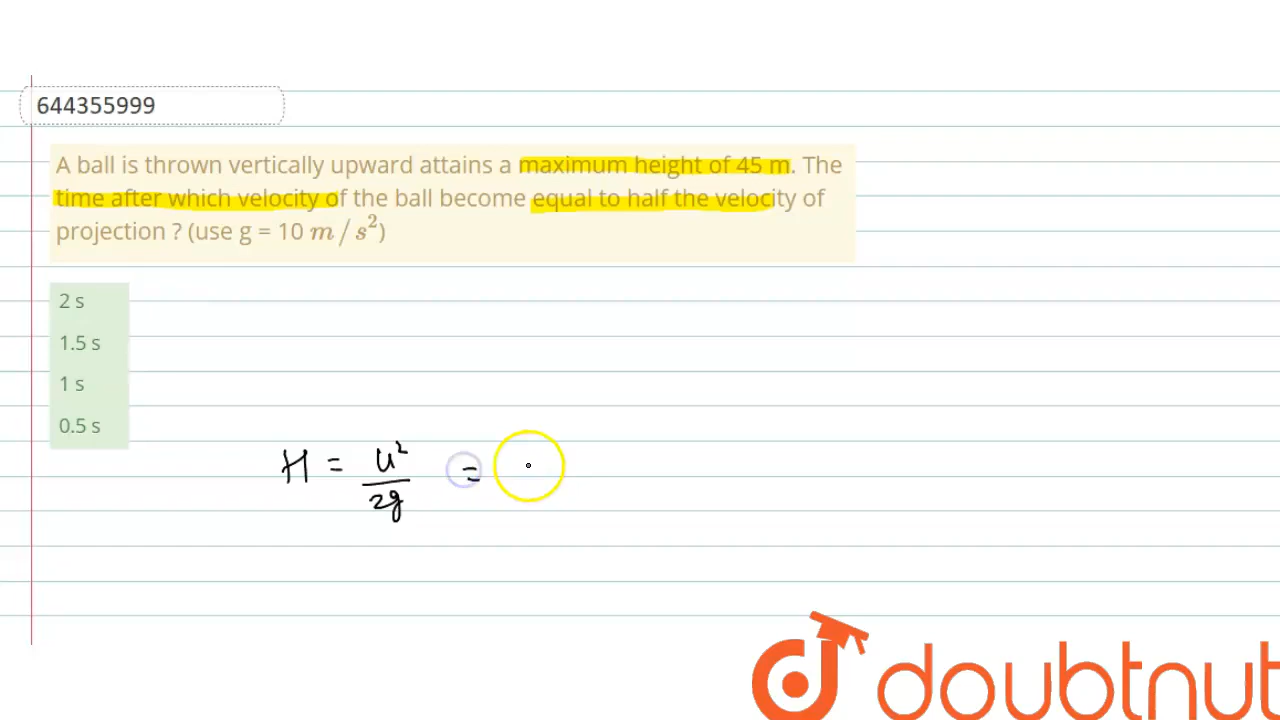 644355999
A ball is thrown vertically upward attains a maximum height of 45 m. The
time after which velocity of the ball become equal to half the velocity of
projection ? (use g = 10 m/s²)
2 s
1.5 s
1 s
0.5 s
H = u²/2g =
doubtnut